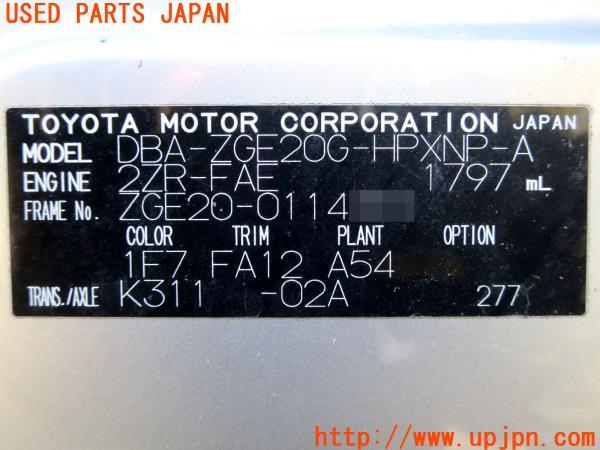 USED PARTS JAPAN
TOYOTA MOTOR CORPORATION JAPAN
MODEL DBA-ZGE20G-HPXNP-A
ENGINE 2ZR-FAE 1797 mL
FRAME No. ZGE20-0114
COLOR TRIM PLANT OPTION
1F7 FA12 A54
TRANS./AXLE K311 -02A 277
http://www.upjpn.com/